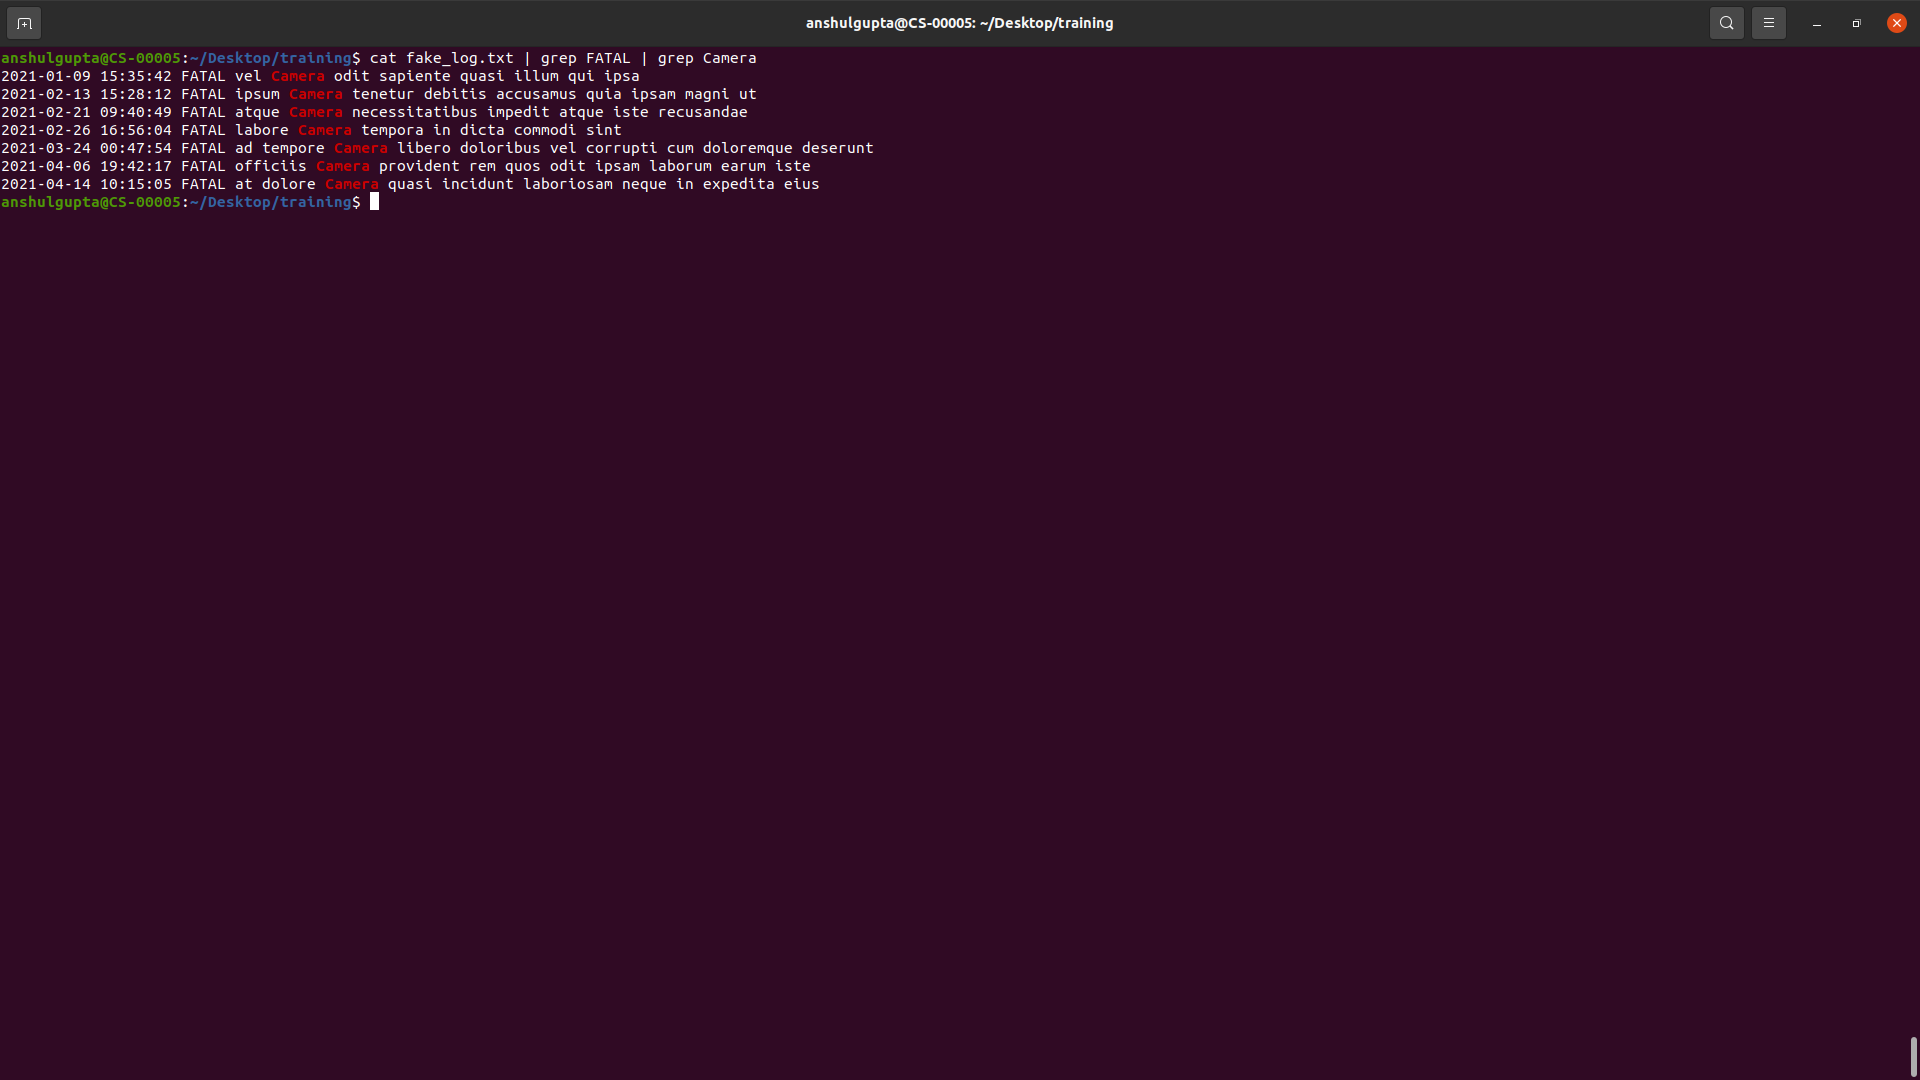 anshulgupta@CS-00005: ~/Desktop/training
anshulgupta@CS-00005:~/Desktop/training$ cat fake_log.txt | grep FATAL | grep Camera
2021-01-09 15:35:42 FATAL vel Camera odit sapiente quasi illum qui ipsa
2021-02-13 15:28:12 FATAL ipsum Camera tenetur debitis accusamus quia ipsam magni ut
2021-02-21 09:40:49 FATAL atque Camera necessitatibus impedit atque iste recusandae
2021-02-26 16:56:04 FATAL labore Camera tempora in dicta commodi sint
2021-03-24 00:47:54 FATAL ad tempore Camera libero doloribus vel corrupti cum doloremque deserunt
2021-04-06 19:42:17 FATAL officiis Camera provident rem quos odit ipsam laborum earum iste
2021-04-14 10:15:05 FATAL at dolore Camera quasi incidunt laboriosam neque in expedita eius
anshulgupta@CS-00005:~/Desktop/training$